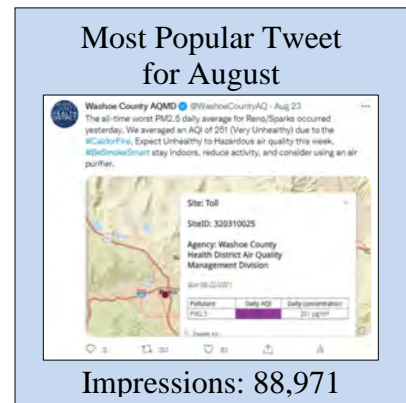 Most Popular Tweet
for August
Washoe County AQMD @WashoeCountyAQ · Aug 23
The all-time worst PM2.5 daily average for Reno/Sparks occurred
yesterday. We averaged an AQI of 251 (Very Unhealthy) due to the
#CaldorFire. Expect Unhealthy to Hazardous air quality this week.
#BeSmokeSmart stay indoors, reduce activity, and consider using an air
purifier.
Site: Toll
SiteID: 320310025
Agency: Washoe County
Health District Air Quality
Management Division
Sun 08/22/2021
Pollutant Daily AQI Daily concentration
PM2.5
Impressions: 88,971